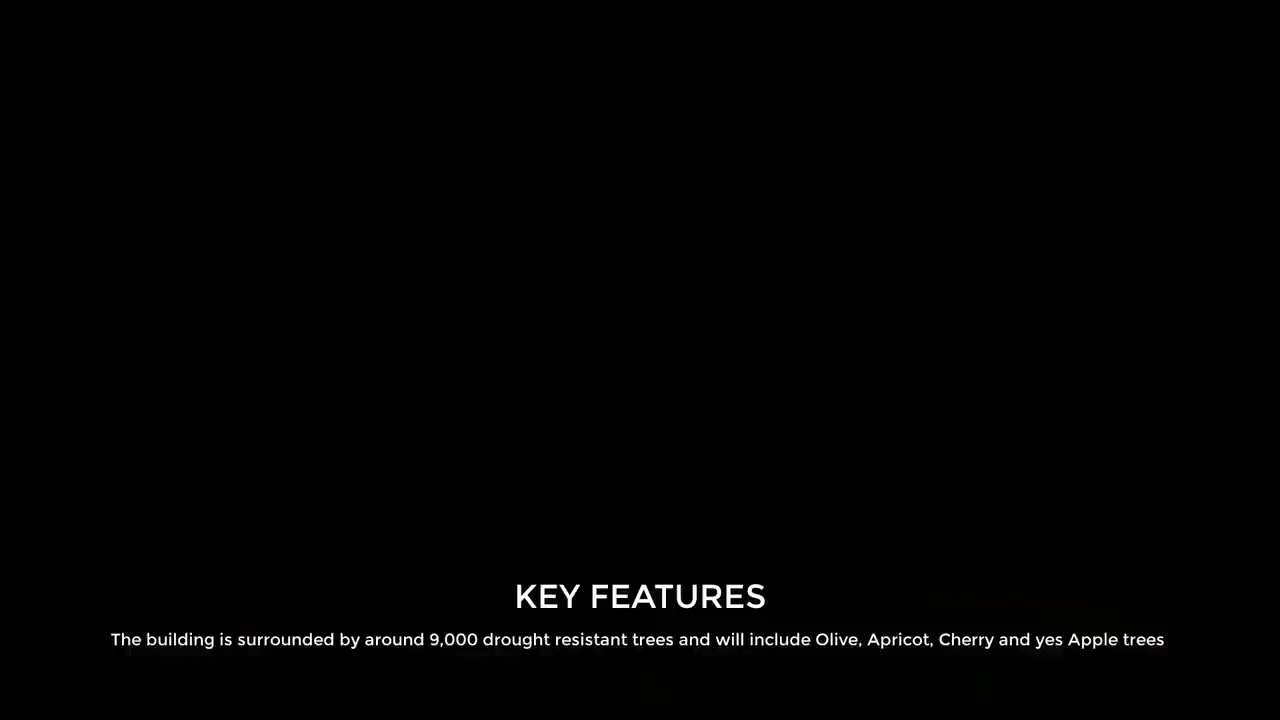 KEY FEATURES
The building is surrounded by around 9,000 drought resistant trees and will include Olive, Apricot, Cherry and yes Apple trees